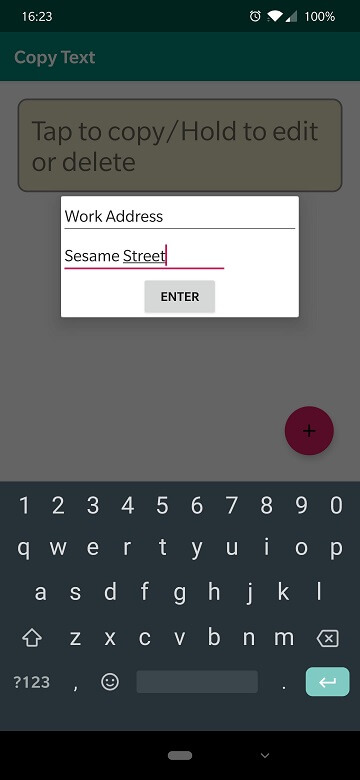 16:23
100%
Copy Text
Tap to copy/Hold to edit
or delete
Work Address
Sesame Street
ENTER
+
1 2 3 4 5 6 7 8 9 0
q w e r t y u i o p
a s d f g h j k l
z x c v b n m
?123 , .